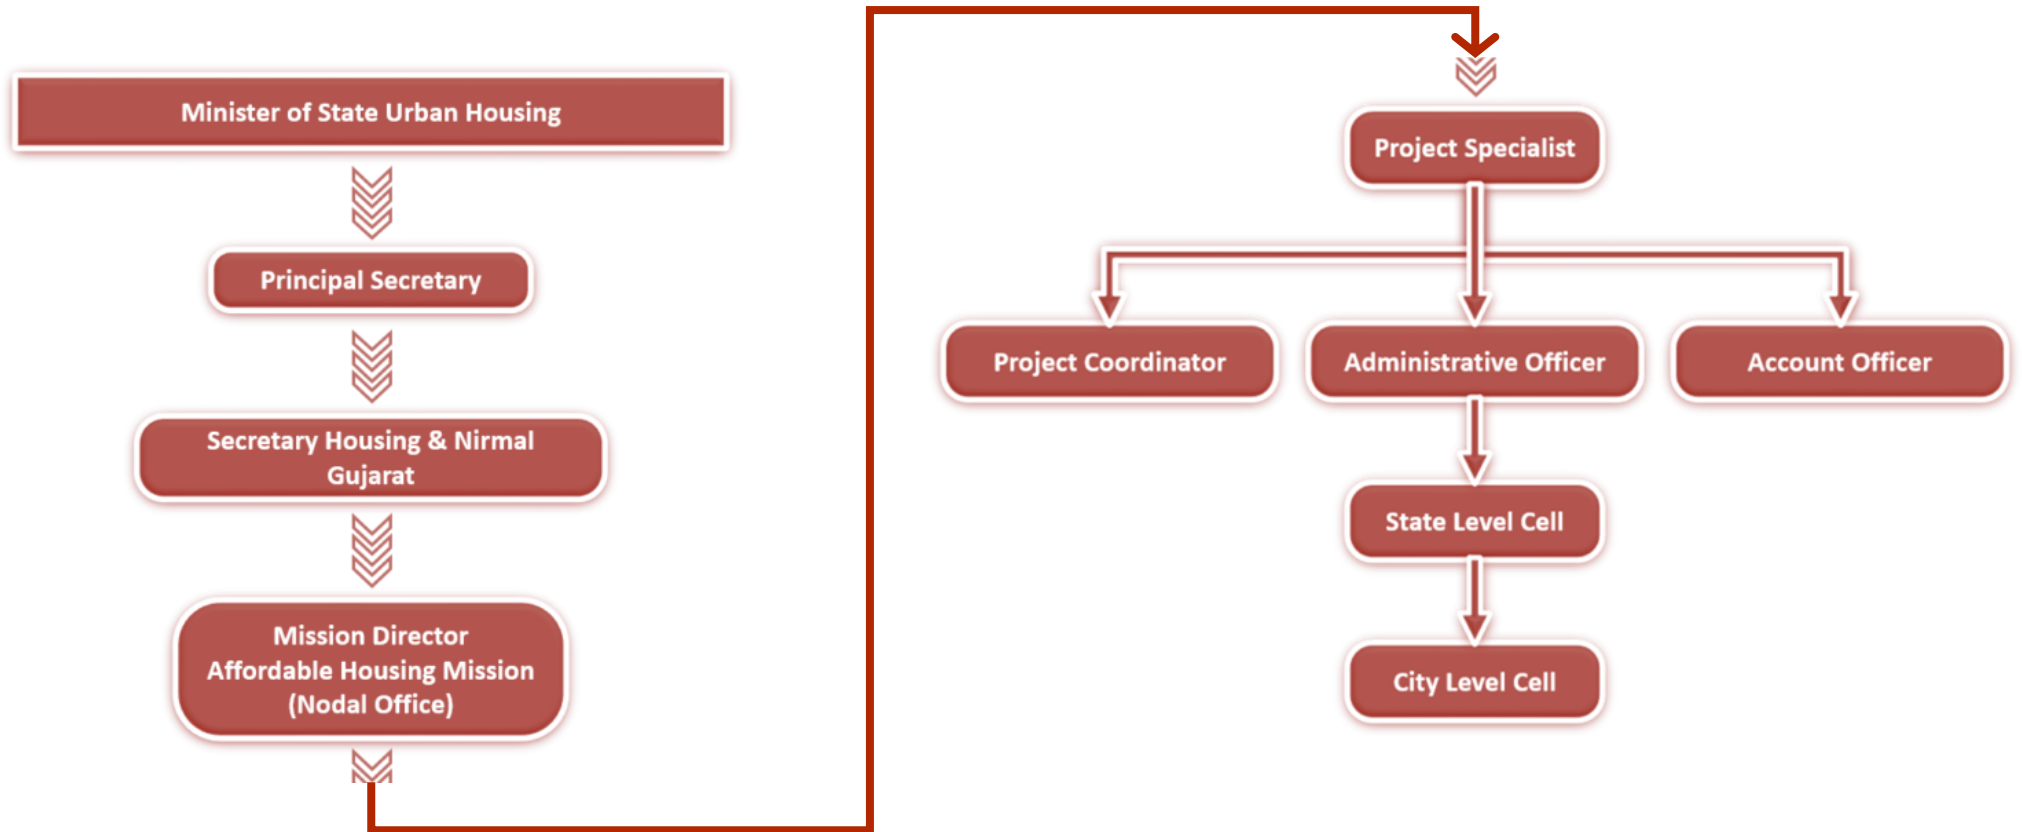 Minister of State Urban Housing
Principal Secretary
Secretary Housing & Nirmal
Gujarat
Mission Director
Affordable Housing Mission
(Nodal Office)
Project Specialist
Project Coordinator
Administrative Officer
Account Officer
State Level Cell
City Level Cell